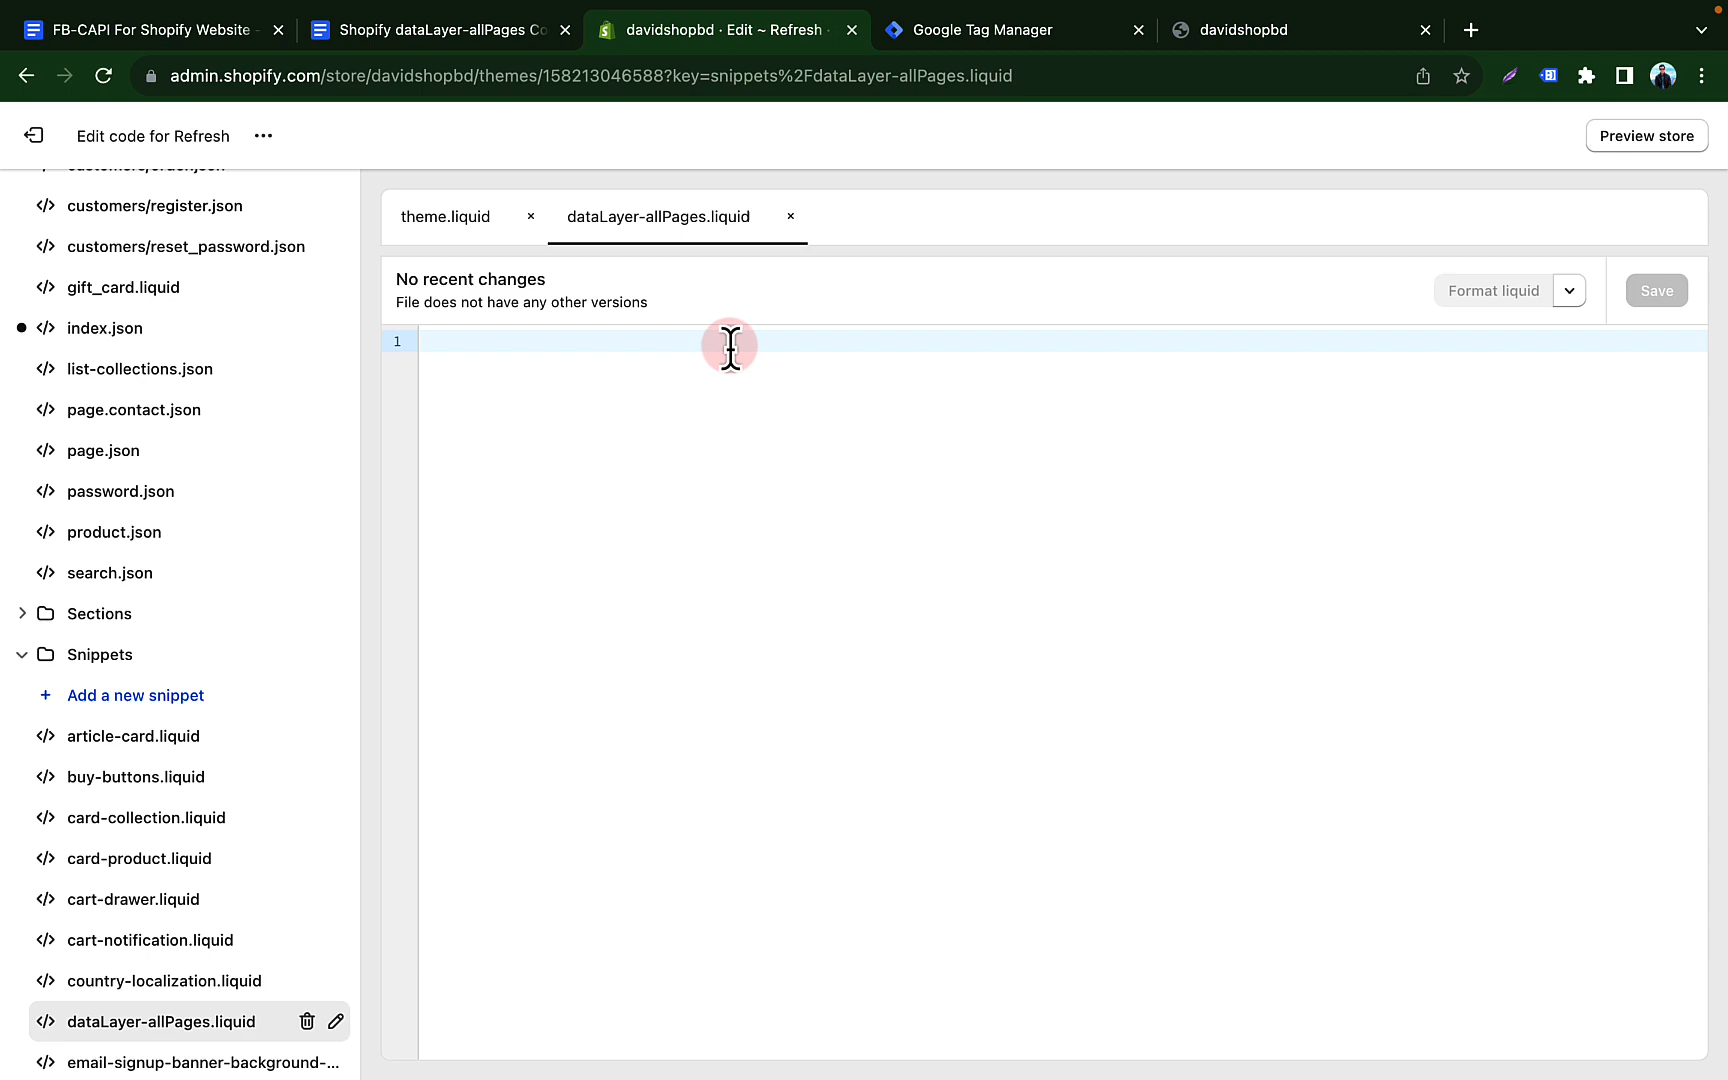 FB-CAPI For Shopify Website -
Shopify dataLayer-allPages Co
davidshopbd · Edit ~ Refresh ·
Google Tag Manager
davidshopbd
admin.shopify.com/store/davidshopbd/themes/158213046588?key=snippets%2FdataLayer-allPages.liquid
Edit code for Refresh
Preview store
customers/order.json
customers/register.json
customers/reset_password.json
gift_card.liquid
index.json
list-collections.json
page.contact.json
page.json
password.json
product.json
search.json
Sections
Snippets
+ Add a new snippet
article-card.liquid
buy-buttons.liquid
card-collection.liquid
card-product.liquid
cart-drawer.liquid
cart-notification.liquid
country-localization.liquid
dataLayer-allPages.liquid
email-signup-banner-background-...
theme.liquid
dataLayer-allPages.liquid
No recent changes
File does not have any other versions
Format liquid
Save
1